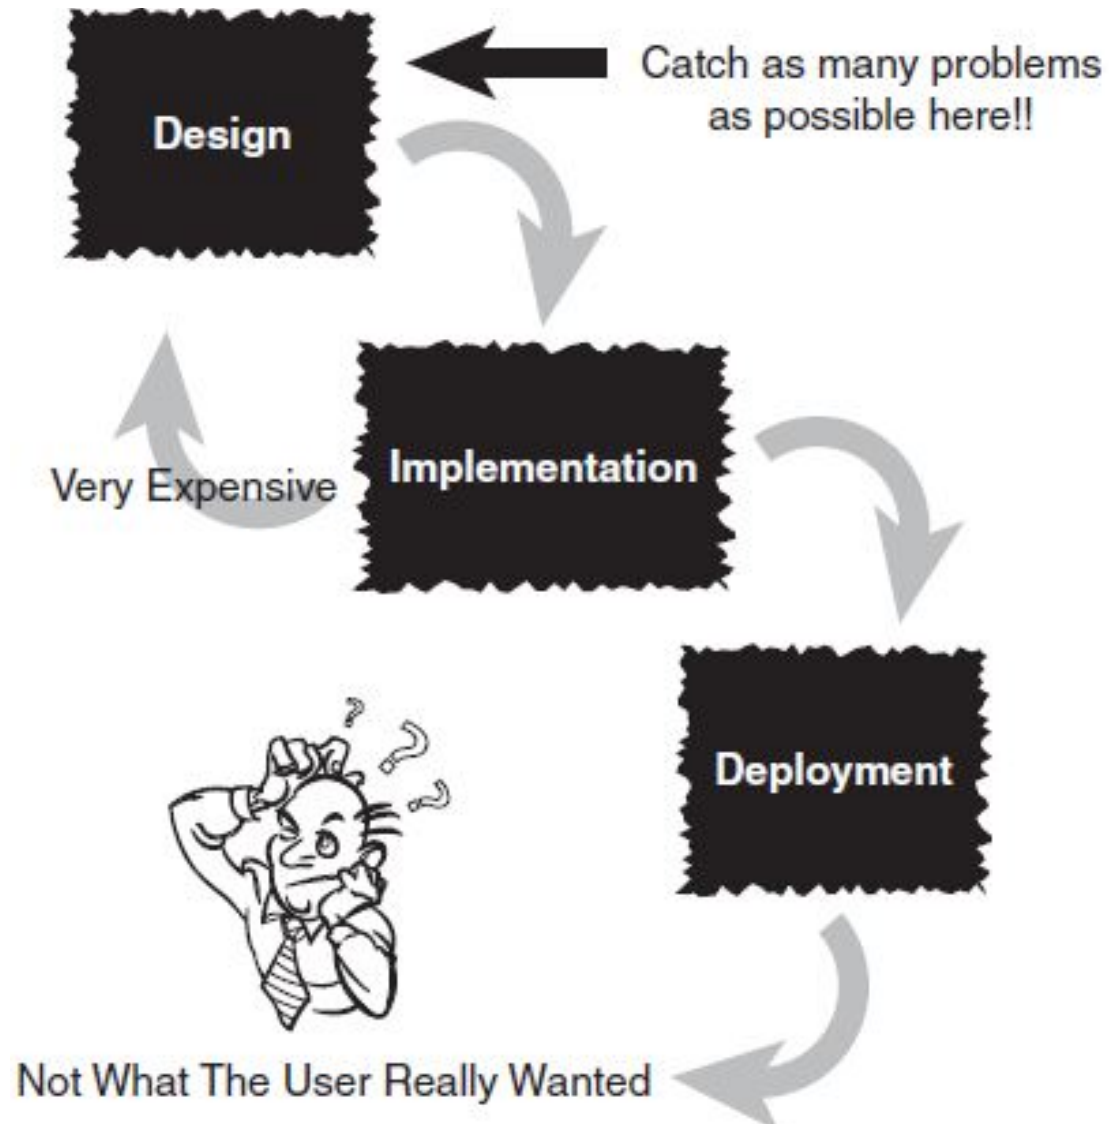 Catch as many problems
as possible here!!
Design
Implementation
Very Expensive
Deployment
Not What The User Really Wanted